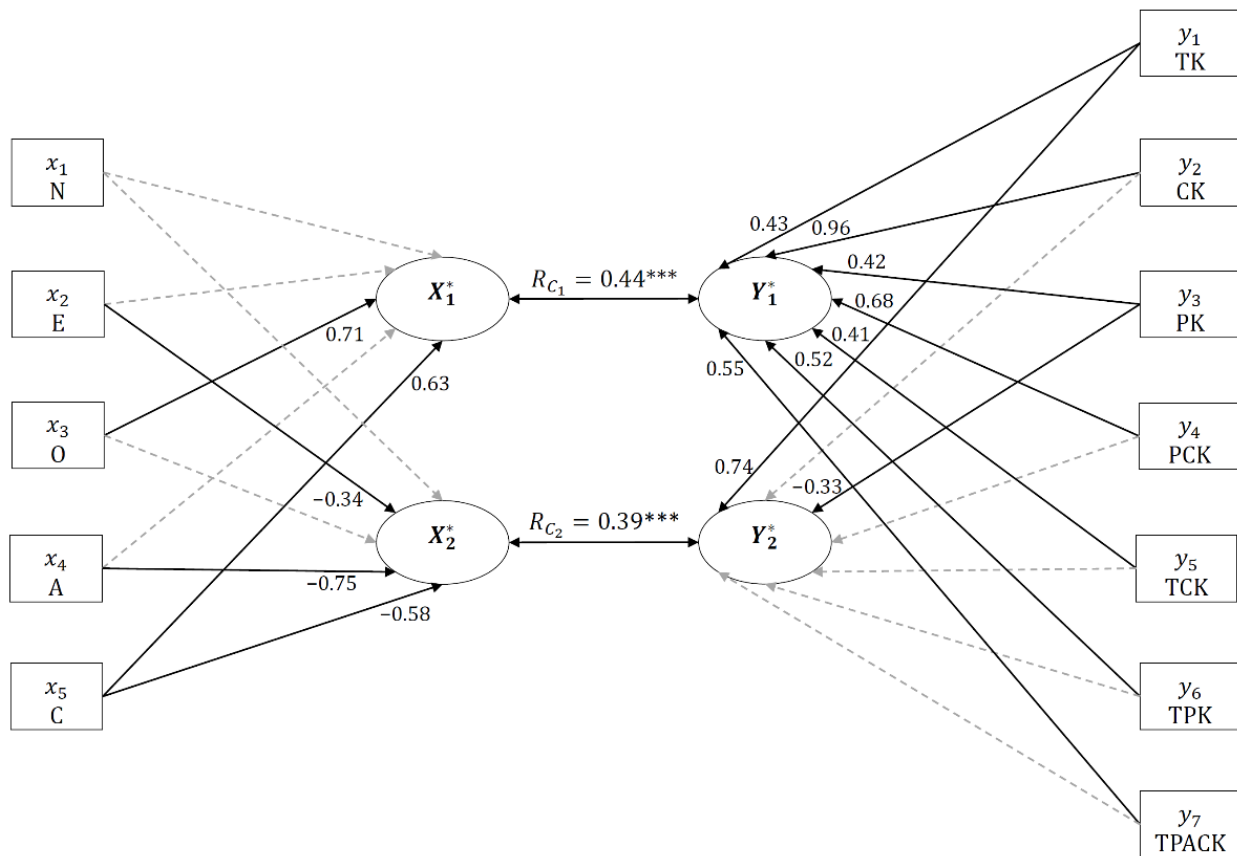 x₁
N
x₂
E
x₃
O
x₄
A
x₅
C
0.71
0.63
−0.34
−0.75
−0.58
X₁*
R_C₁ = 0.44***
Y₁*
X₂*
R_C₂ = 0.39***
Y₂*
0.43
0.96
0.42
0.68
0.41
0.52
0.55
0.74
−0.33
y₁
TK
y₂
CK
y₃
PK
y₄
PCK
y₅
TCK
y₆
TPK
y₇
TPACK